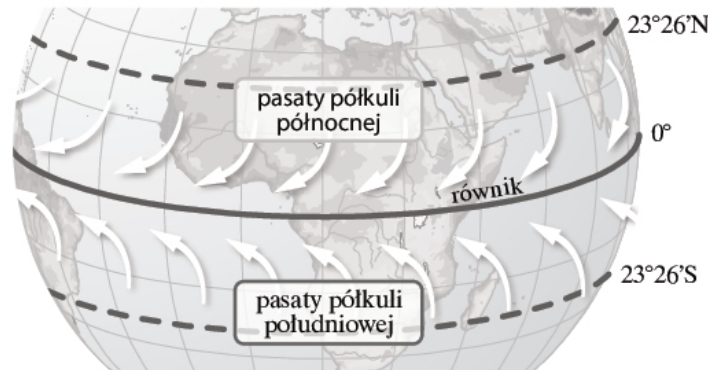 23°26'N
pasaty półkuli
północnej
0°
równik
23°26'S
pasaty półkuli
południowej